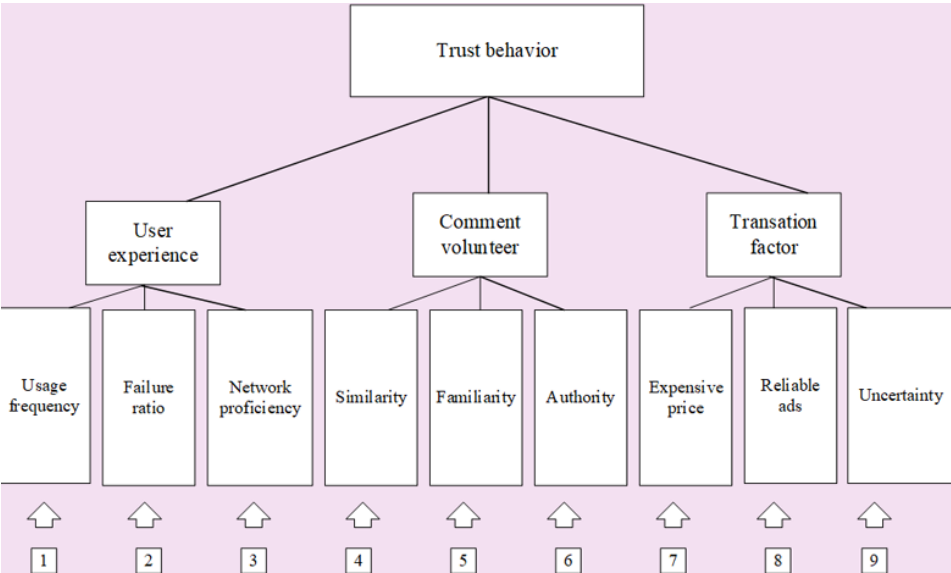 Trust behavior
User
experience
Comment
volunteer
Transation
factor
Usage
frequency
Failure
ratio
Network
proficiency
Similarity
Familiarity
Authority
Expensive
price
Reliable
ads
Uncertainty
1
2
3
4
5
6
7
8
9